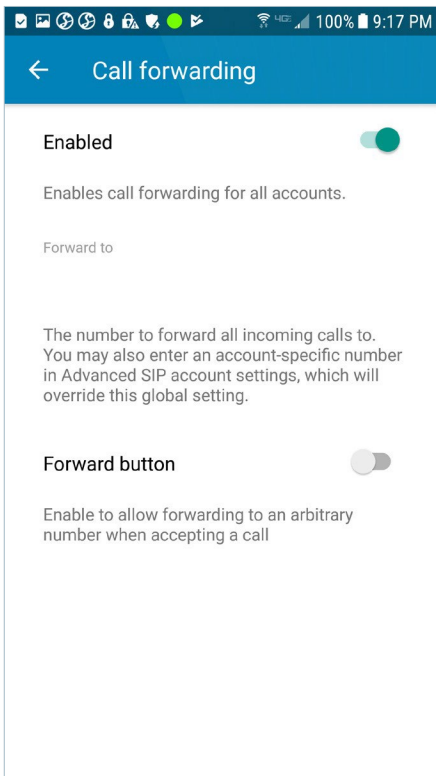 4G 100% 9:17 PM
Call forwarding
Enabled
Enables call forwarding for all accounts.
Forward to
The number to forward all incoming calls to.
You may also enter an account-specific number
in Advanced SIP account settings, which will
override this global setting.
Forward button
Enable to allow forwarding to an arbitrary
number when accepting a call